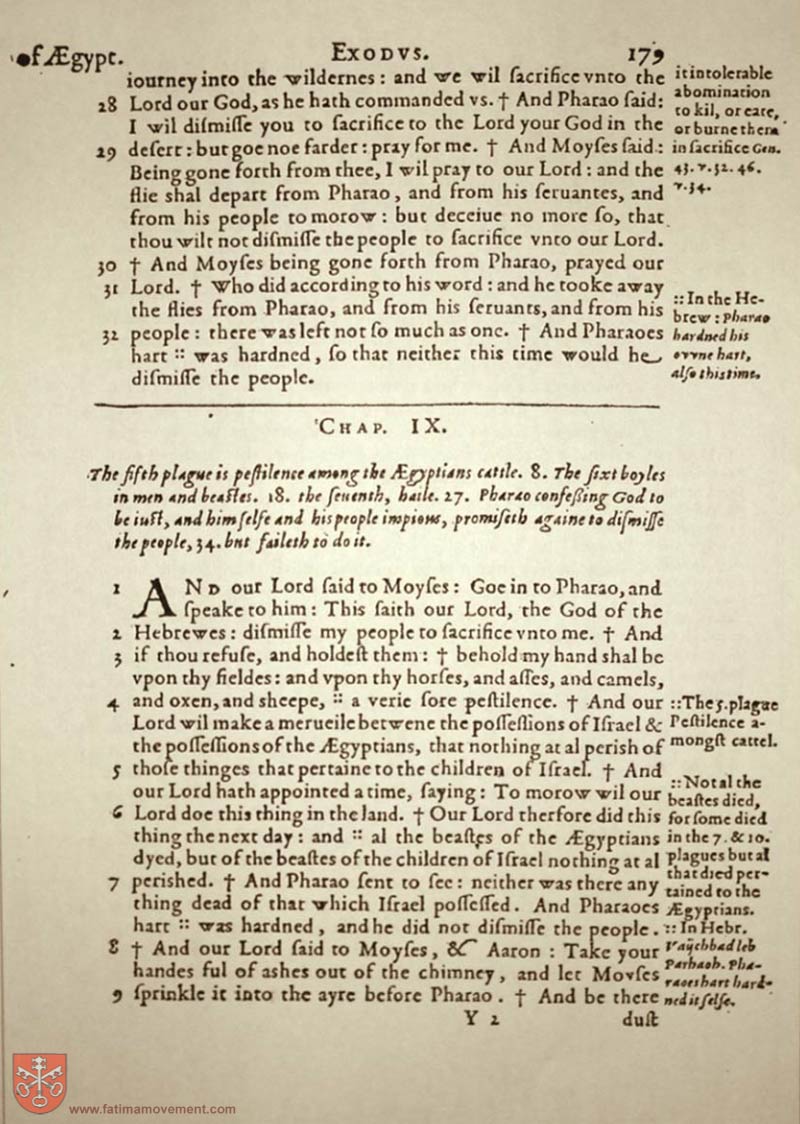 of Ægypt. EXODVS. 179
iourney into the wildernes: and we wil ſacrifice vnto the
28 Lord our God, as he hath commanded vs. † And Pharao ſaid:
I wil diſmiſſe you to ſacrifice to the Lord your God in the
29 deſert: but goe noe farder: pray for me. † And Moyſes ſaid:
Being gone forth from thee, I wil pray to our Lord: and the
flie shal depart from Pharao, and from his ſeruantes, and
from his people to morow: but deceiue no more ſo, that
thou wilt not diſmiſſe the people to ſacrifice vnto our Lord.
30 † And Moyſes being gone forth from Pharao, prayed our
31 Lord. † Who did according to his word: and he tooke away
the flies from Pharao, and from his ſeruants, and from his
32 people: there was left not ſo much as one. † And Pharaoes
hart :: was hardned, ſo that neither this time would he
diſmiſſe the people.
it intolerable
abomination
to kil, or eate,
or burne them
in ſacrifice Gen.
43. v. 32. 46.
v. 34.
:: In the He-
brew: Pharao
hardned his
ovvne hart,
alſo this time.
CHAP. IX.
The fifth plague is peſtilence among the Ægyptians cattle. 8. The ſixt boyles
in men and beaſtes. 18. the ſeuenth, haile. 27. Pharao confeßing God to
be iuſt, and him ſelfe and his people impious, promiſeth againe to diſmiſſe
the people, 34. but faileth to do it.
1 AND our Lord ſaid to Moyſes: Goe in to Pharao, and
ſpeake to him: This ſaith our Lord, the God of the
2 Hebrewes: diſmiſſe my people to ſacrifice vnto me. † And
3 if thou refuſe, and holdeſt them: † behold my hand shal be
vpon thy fieldes: and vpon thy horſes, and aſſes, and camels,
4 and oxen, and sheepe, :: a verie ſore peſtilence. † And our
Lord wil make a merueile betwene the poſſeſſions of Iſrael &
the poſſeſſions of the Ægyptians, that nothing at al perish of
5 thoſe thinges that pertaine to the children of Iſrael. † And
our Lord hath appointed a time, ſaying: To morow wil our
6 Lord doe this thing in the land. † Our Lord therfore did this
thing the next day: and :: al the beaſtes of the Ægyptians
dyed, but of the beaſtes of the children of Iſrael nothing at al
7 perished. † And Pharao ſent to ſee: neither was there any
thing dead of that which Iſrael poſſeſſed. And Pharaoes
hart :: was hardned, and he did not diſmiſſe the people.
8 † And our Lord ſaid to Moyſes, & Aaron: Take your
handes ful of ashes out of the chimney, and let Moyſes
9 ſprinkle it into the ayre before Pharao. † And be there
:: The 5. plague
Peſtilence a-
mongſt cattel.
:: Not al the
beaſtes died,
for ſome died
in the 7. & 10.
plagues but al
that died per-
tained to the
Ægyptians.
:: In Hebr.
Vaijchbad leb
Parhaoh. Pha-
raoes hart hard-
ned it ſelfe.
Y 2 duſt
www.fatimamovement.com